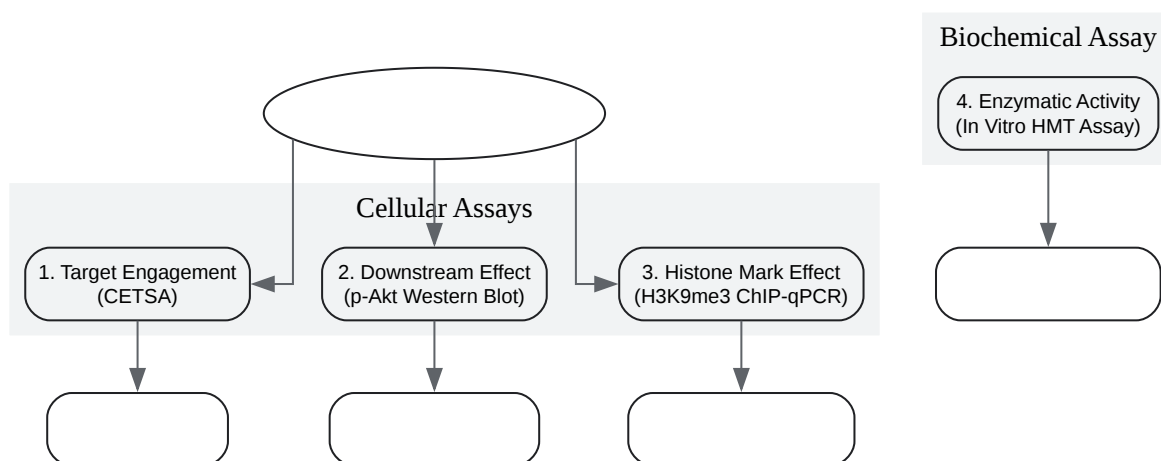 Biochemical Assay
4. Enzymatic Activity
(In Vitro HMT Assay)
Cellular Assays
1. Target Engagement
(CETSA)
2. Downstream Effect
(p-Akt Western Blot)
3. Histone Mark Effect
(H3K9me3 ChIP-qPCR)